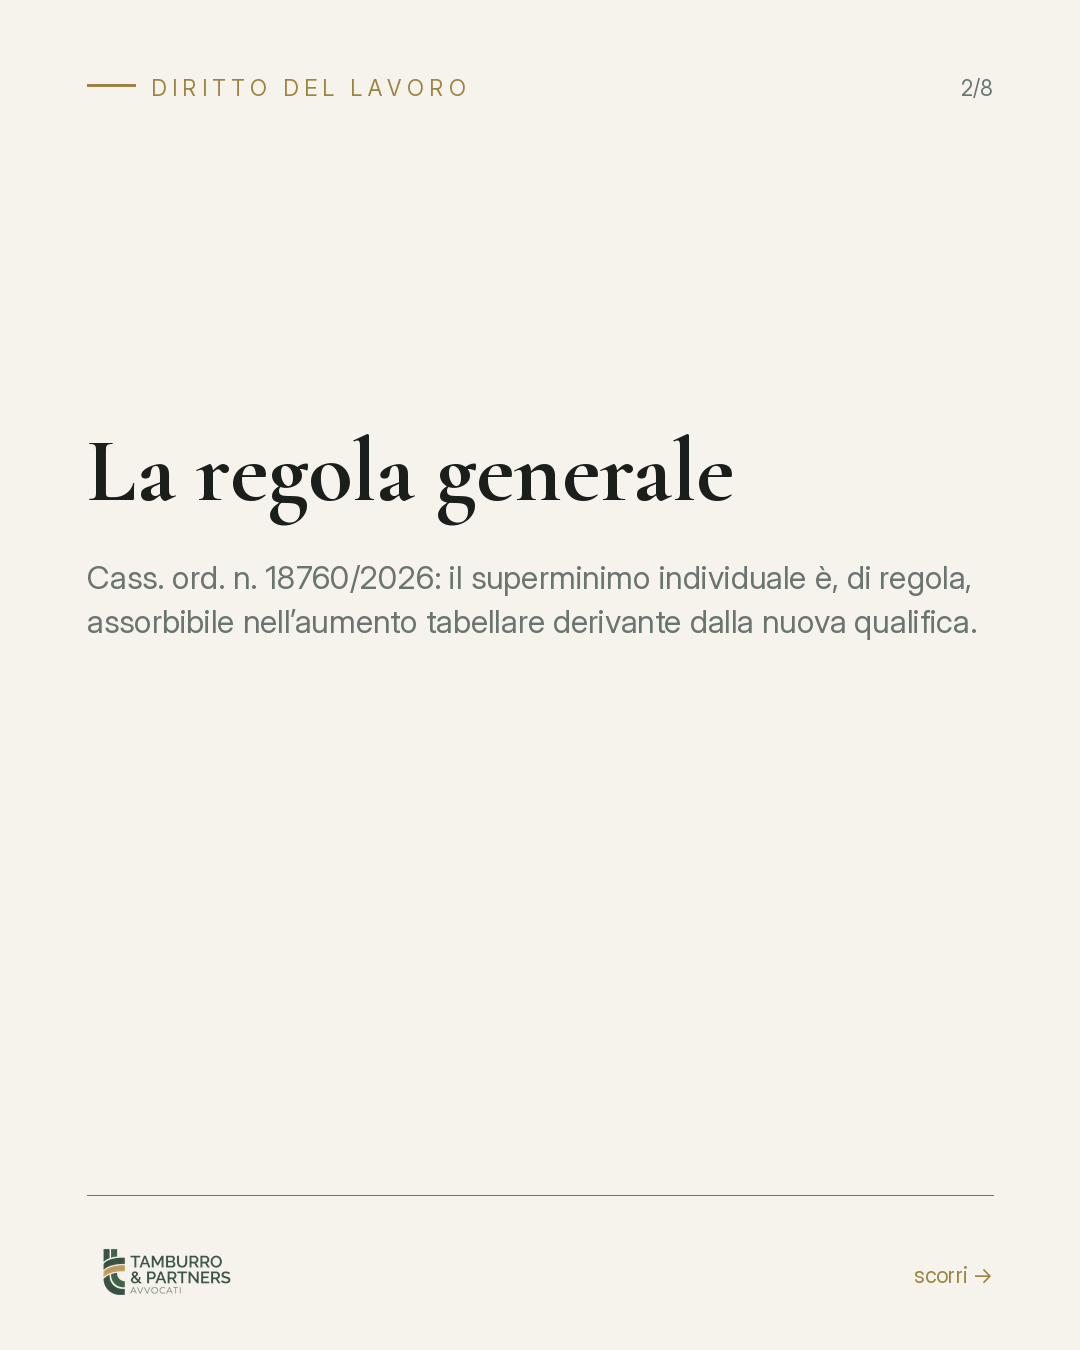 DIRITTO DEL LAVORO
2/8
La regola generale
Cass. ord. n. 18760/2026: il superminimo individuale è, di regola,
assorbibile nell’aumento tabellare derivante dalla nuova qualifica.
TAMBURRO
& PARTNERS
AVVOCATI
scorri →